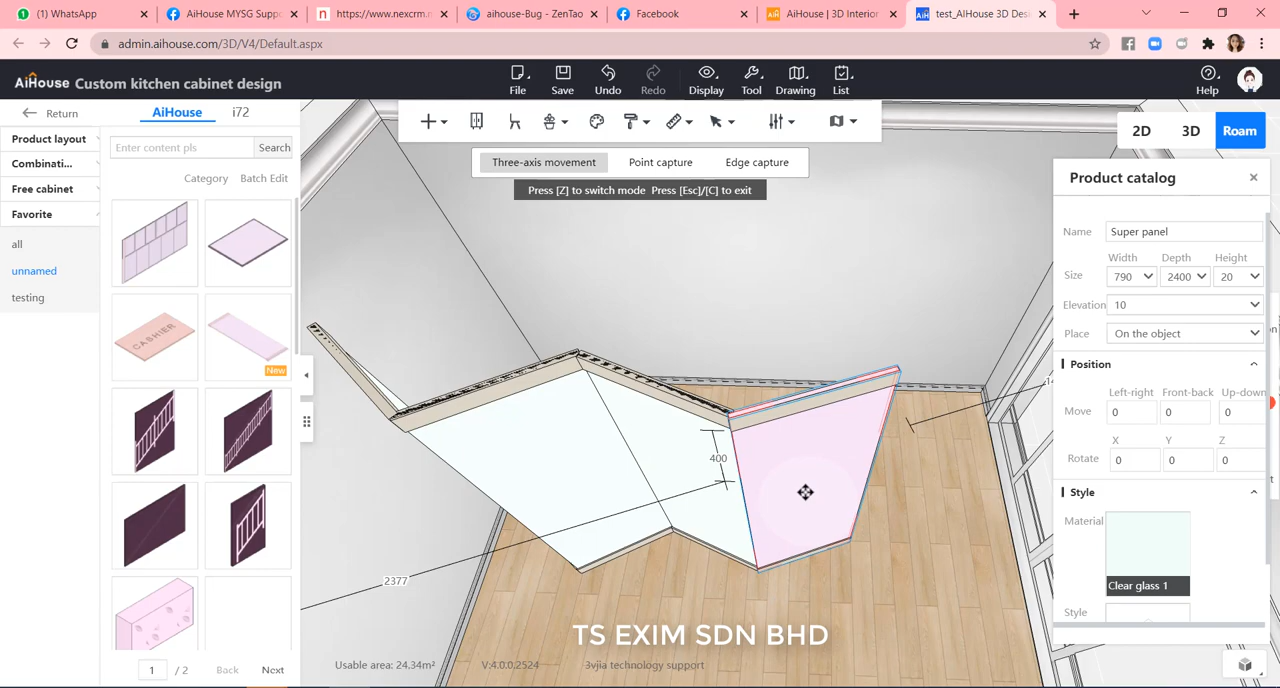 WhatsApp
AiHouse MYSG Suppo
https://www.nexcrm.n
aihouse-Bug - ZenTao
Facebook
AiHouse | 3D Interior
test_AIHouse 3D Desi
admin.aihouse.com/3D/V4/Default.aspx
AiHOUSE Custom kitchen cabinet design
File
Save
Undo
Redo
Display
Tool
Drawing
List
Help
Return
AiHouse
i72
Product layout
Combinati...
Free cabinet
Favorite
all
unnamed
testing
Enter content pls
Search
Category
Batch Edit
CASHIER
New
1 / 2 Back Next
Three-axis movement
Point capture
Edge capture
Press [Z] to switch mode Press [Esc]/[C] to exit
2D
3D
Roam
400
2377
TS EXIM SDN BHD
Usable area: 24.34m²
V:4.0.0.2524
3vjia technology support
Product catalog
Name Super panel
Width Depth Height
Size 790 2400 20
Elevation 10
Place On the object
Position
Left-right Front-back Up-down
Move 0 0 0
X Y Z
Rotate 0 0 0
Style
Material
Clear glass 1
Style